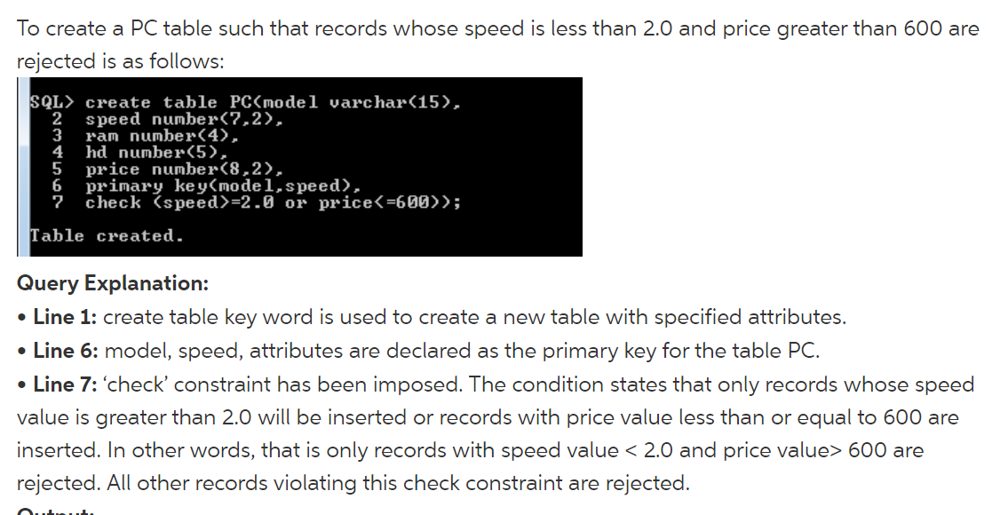 To create a PC table such that records whose speed is less than 2.0 and price greater than 600 are
rejected is as follows:
SQL> create table PC(model varchar(15),
2 speed number(7,2),
3 ram number(4),
4 hd number(5),
5 price number(8,2),
6 primary key(model,speed),
7 check (speed>=2.0 or price<=600));
Table created.
Query Explanation:
• Line 1: create table key word is used to create a new table with specified attributes.
• Line 6: model, speed, attributes are declared as the primary key for the table PC.
• Line 7: ‘check’ constraint has been imposed. The condition states that only records whose speed
value is greater than 2.0 will be inserted or records with price value less than or equal to 600 are
inserted. In other words, that is only records with speed value < 2.0 and price value> 600 are
rejected. All other records violating this check constraint are rejected.